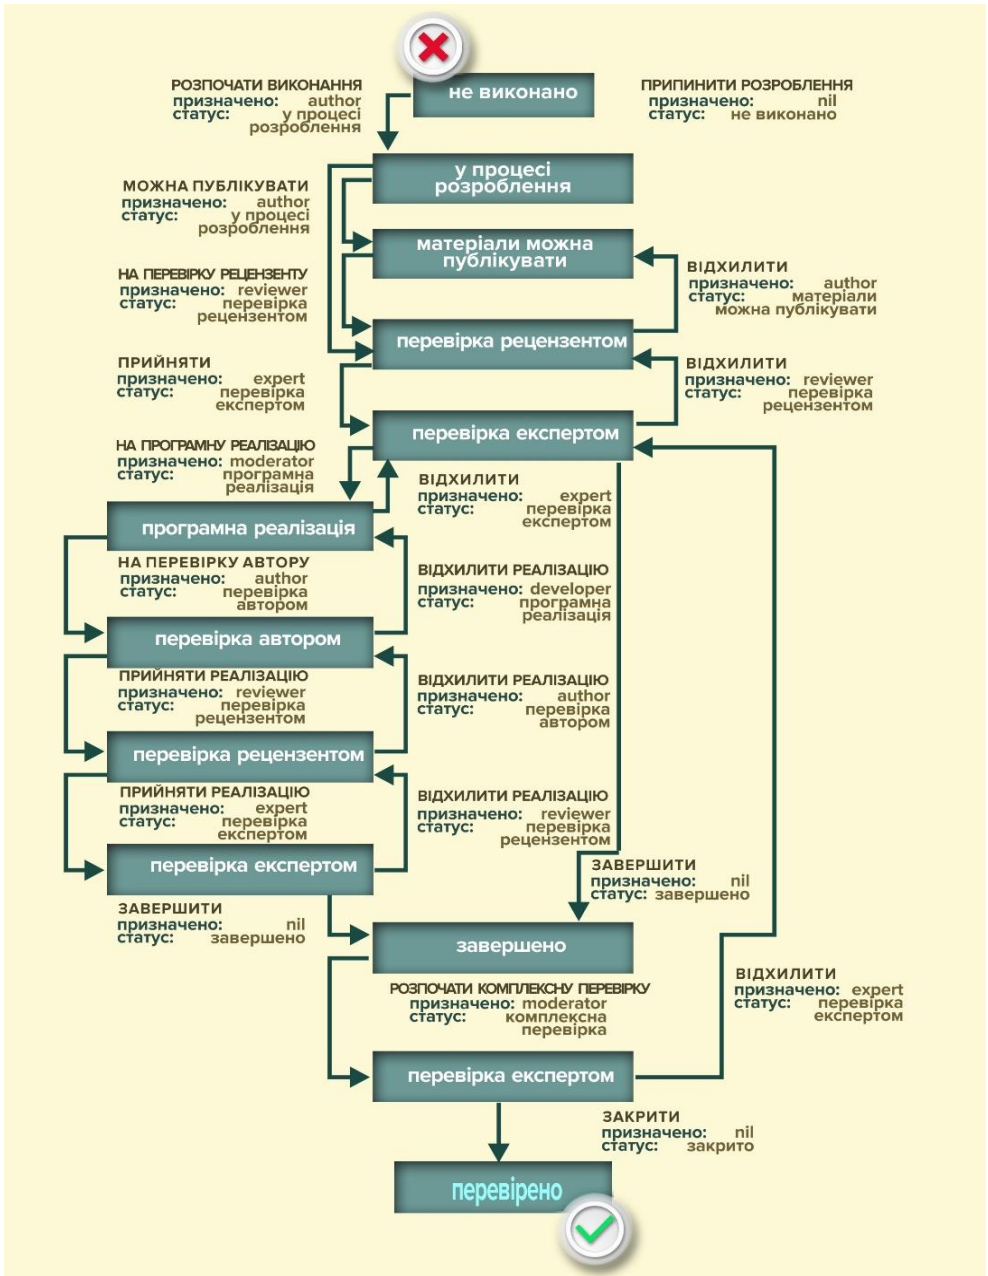 не виконано
РОЗПОЧАТИ ВИКОНАННЯ
призначено: author
статус: у процесі
розроблення
ПРИПИНИТИ РОЗРОБЛЕННЯ
призначено: nil
статус: не виконано
у процесі
розроблення
МОЖНА ПУБЛІКУВАТИ
призначено: author
статус: у процесі
розроблення
матеріали можна
публікувати
НА ПЕРЕВІРКУ РЕЦЕНЗЕНТУ
призначено: reviewer
статус: перевірка
рецензентом
ВІДХИЛИТИ
призначено: author
статус: матеріали
можна публікувати
перевірка рецензентом
ПРИЙНЯТИ
призначено: expert
статус: перевірка
експертом
ВІДХИЛИТИ
призначено: reviewer
статус: перевірка
рецензентом
перевірка експертом
НА ПРОГРАМНУ РЕАЛІЗАЦІЮ
призначено: moderator
статус: програмна
реалізація
ВІДХИЛИТИ
призначено: expert
статус: перевірка
експертом
програмна реалізація
НА ПЕРЕВІРКУ АВТОРУ
призначено: author
статус: перевірка
автором
ВІДХИЛИТИ РЕАЛІЗАЦІЮ
призначено: developer
статус: програмна
реалізація
перевірка автором
ПРИЙНЯТИ РЕАЛІЗАЦІЮ
призначено: reviewer
статус: перевірка
рецензентом
ВІДХИЛИТИ РЕАЛІЗАЦІЮ
призначено: author
статус: перевірка
автором
перевірка рецензентом
ПРИЙНЯТИ РЕАЛІЗАЦІЮ
призначено: expert
статус: перевірка
експертом
ВІДХИЛИТИ РЕАЛІЗАЦІЮ
призначено: reviewer
статус: перевірка
рецензентом
перевірка експертом
ЗАВЕРШИТИ
призначено: nil
статус: завершено
ЗАВЕРШИТИ
призначено: nil
статус: завершено
завершено
РОЗПОЧАТИ КОМПЛЕКСНУ ПЕРЕВІРКУ
призначено: moderator
статус: комплексна
перевірка
ВІДХИЛИТИ
призначено: expert
статус: перевірка
експертом
перевірка експертом
ЗАКРИТИ
призначено: nil
статус: закрито
перевірено